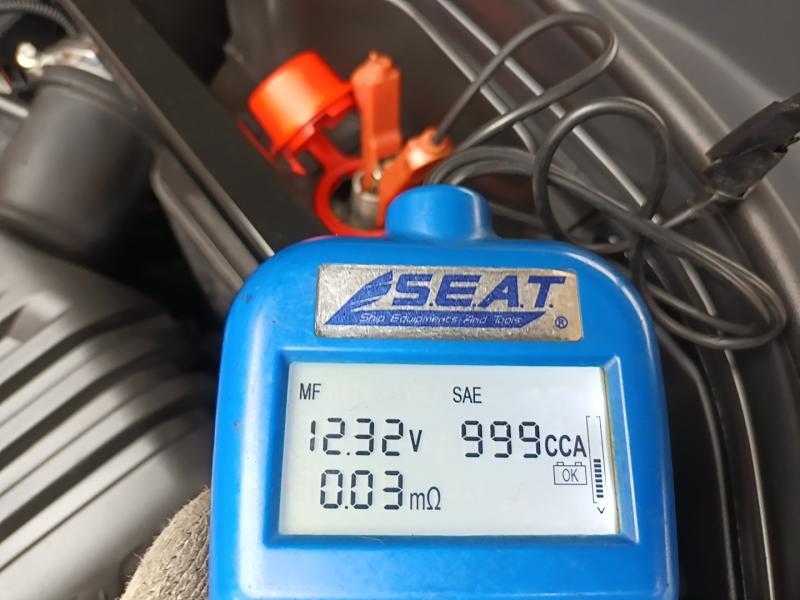 S.E.A.T.
Ship Equipments And Tools ®
MF SAE
12.32V 999CCA
OK
0.03mΩ